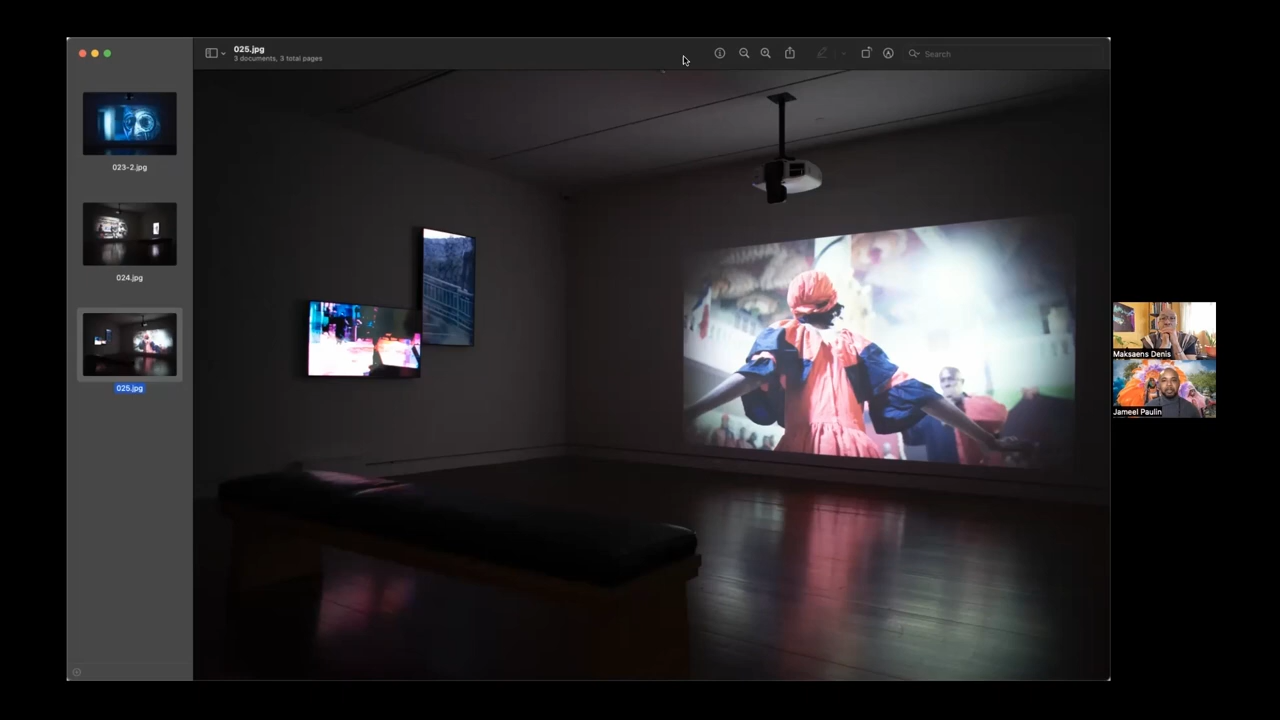 025.jpg
3 documents, 3 total pages
Search
023-2.jpg
024.jpg
025.jpg
Maksaens Denis
Jameel Paulin